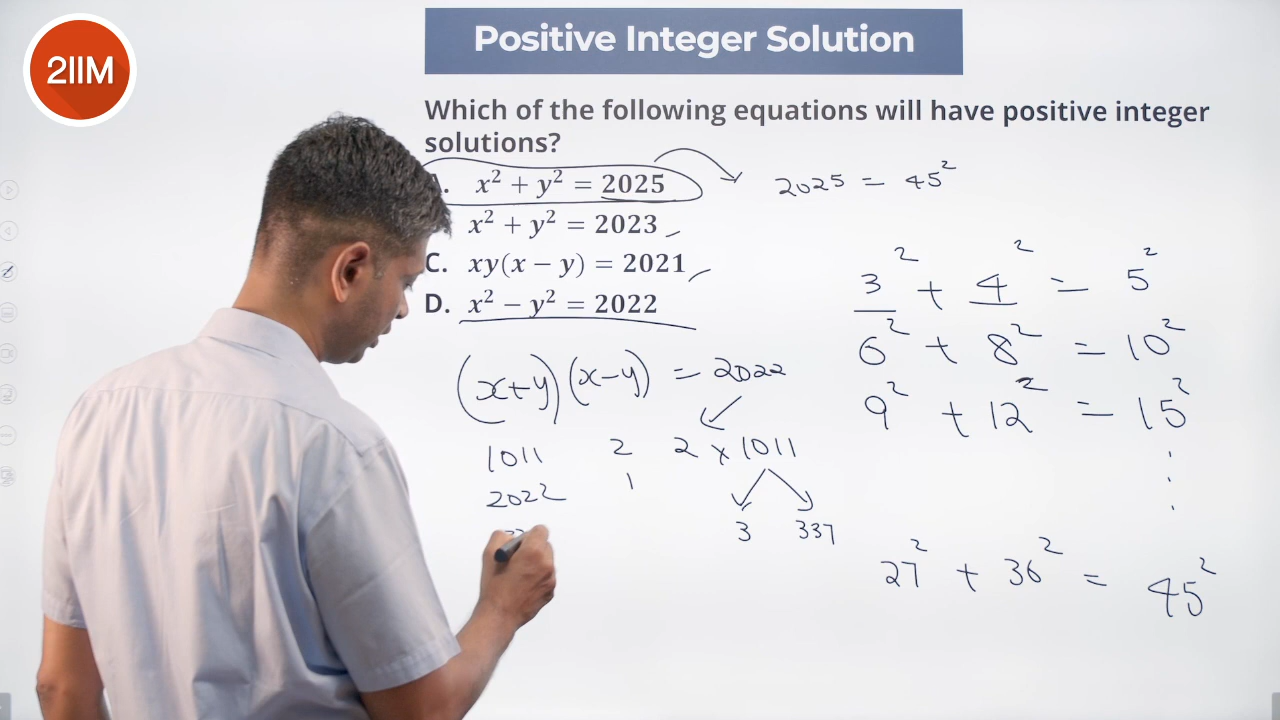 2IIM
Positive Integer Solution
Which of the following equations will have positive integer
solutions?
. x² + y² = 2025
x² + y² = 2023
C. xy(x − y) = 2021
D. x² − y² = 2022
2025 = 45²
3² + 4² = 5²
6² + 8² = 10²
9² + 12² = 15²
27² + 36² = 45²
(x+y)(x-y) = 2022
1011 2 2 × 1011
2022 1
3 337